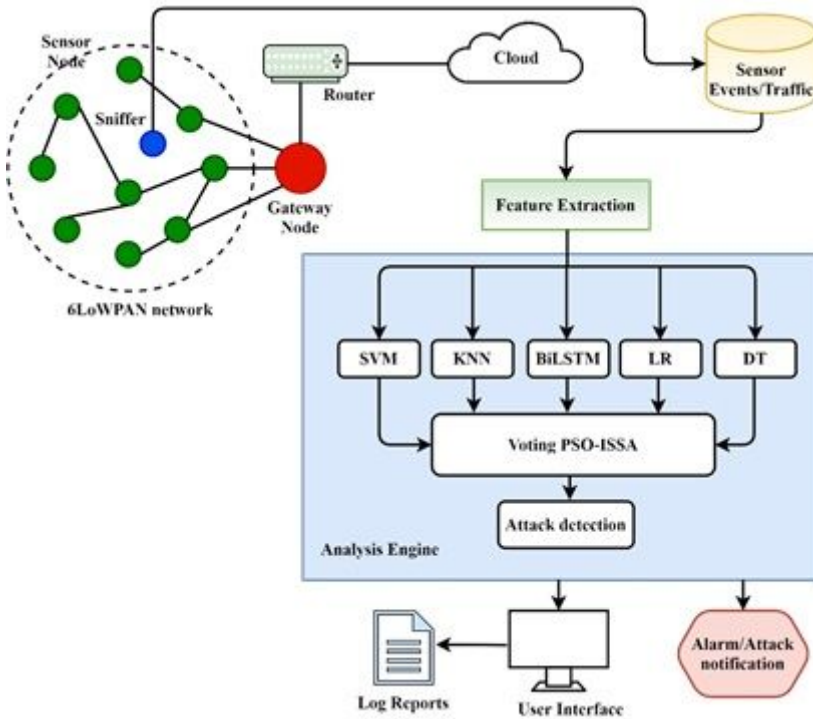 Sensor
Node
Sniffer
Router
Cloud
Sensor
Events/Traffic
Gateway
Node
6LoWPAN network
Feature Extraction
SVM
KNN
BiLSTM
LR
DT
Voting PSO-ISSA
Attack detection
Analysis Engine
Log Reports
User Interface
Alarm/Attack
notification